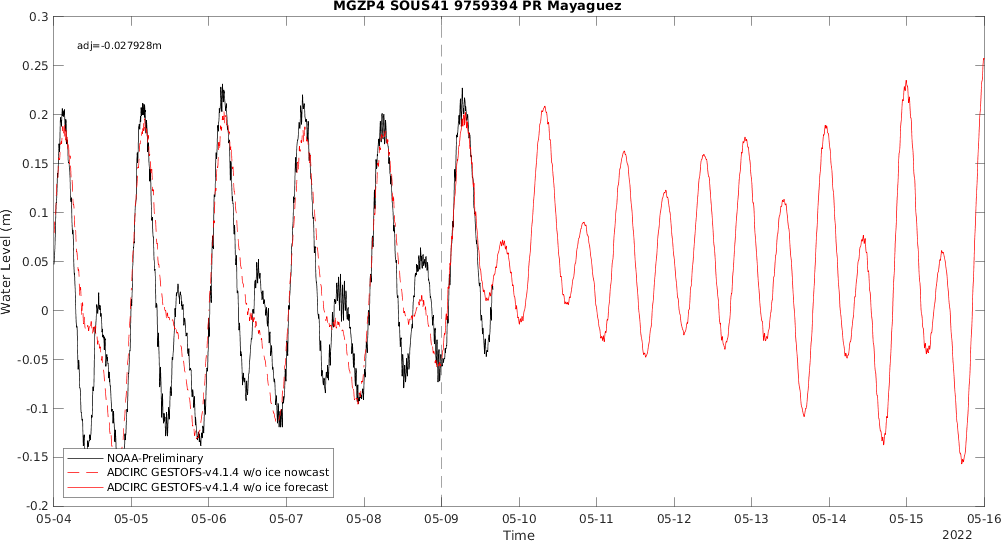 MGZP4 SOUS41 9759394 PR Mayaguez
adj=-0.027928m
0.3
0.25
0.2
0.15
0.1
0.05
0
-0.05
-0.1
-0.15
-0.2
Water Level (m)
NOAA-Preliminary
ADCIRC GESTOFS-v4.1.4 w/o ice nowcast
ADCIRC GESTOFS-v4.1.4 w/o ice forecast
05-04 05-05 05-06 05-07 05-08 05-09 05-10 05-11 05-12 05-13 05-14 05-15 05-16
Time
2022